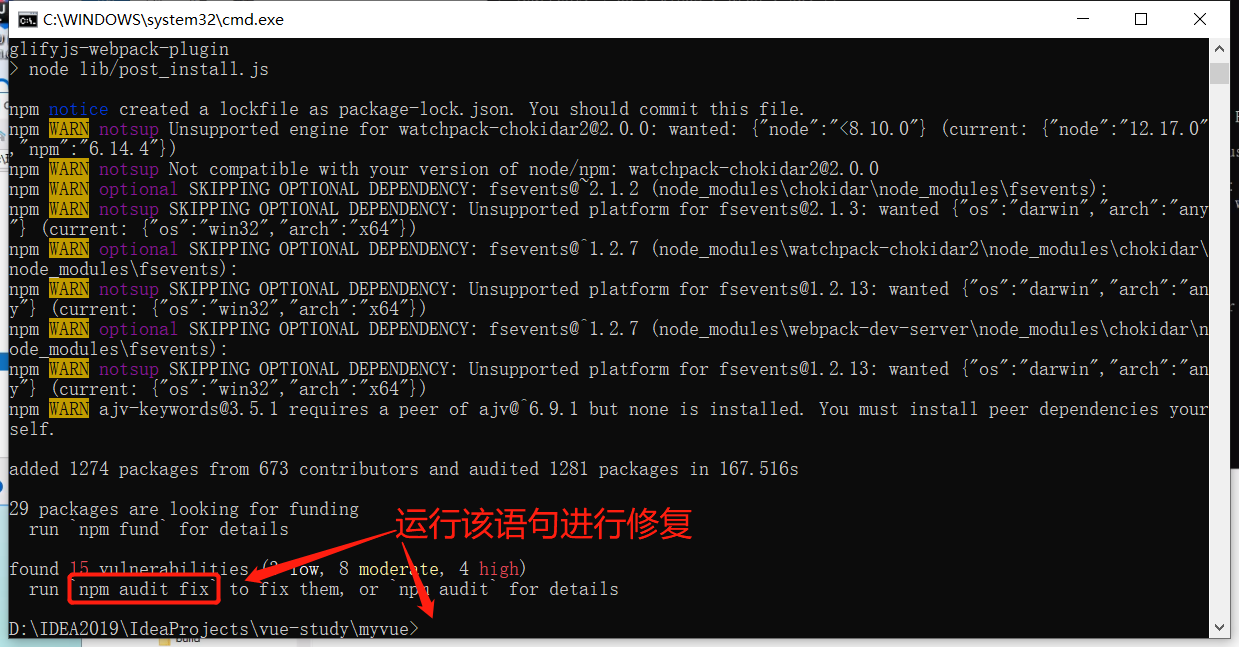 C:\WINDOWS\system32\cmd.exe
glifyjs-webpack-plugin
> node lib/post_install.js
npm notice created a lockfile as package-lock.json. You should commit this file.
npm WARN notsup Unsupported engine for watchpack-chokidar2@2.0.0: wanted: {"node":"<8.10.0"} (current: {"node":"12.17.0"
,"npm":"6.14.4"})
npm WARN notsup Not compatible with your version of node/npm: watchpack-chokidar2@2.0.0
npm WARN optional SKIPPING OPTIONAL DEPENDENCY: fsevents@~2.1.2 (node_modules\chokidar\node_modules\fsevents):
npm WARN notsup SKIPPING OPTIONAL DEPENDENCY: Unsupported platform for fsevents@2.1.3: wanted {"os":"darwin","arch":"any
"} (current: {"os":"win32","arch":"x64"})
npm WARN optional SKIPPING OPTIONAL DEPENDENCY: fsevents@^1.2.7 (node_modules\watchpack-chokidar2\node_modules\chokidar\
node_modules\fsevents):
npm WARN notsup SKIPPING OPTIONAL DEPENDENCY: Unsupported platform for fsevents@1.2.13: wanted {"os":"darwin","arch":"an
y"} (current: {"os":"win32","arch":"x64"})
npm WARN optional SKIPPING OPTIONAL DEPENDENCY: fsevents@^1.2.7 (node_modules\webpack-dev-server\node_modules\chokidar\n
ode_modules\fsevents):
npm WARN notsup SKIPPING OPTIONAL DEPENDENCY: Unsupported platform for fsevents@1.2.13: wanted {"os":"darwin","arch":"an
y"} (current: {"os":"win32","arch":"x64"})
npm WARN ajv-keywords@3.5.1 requires a peer of ajv@^6.9.1 but none is installed. You must install peer dependencies your
self.
added 1274 packages from 673 contributors and audited 1281 packages in 167.516s
29 packages are looking for funding
run `npm fund` for details
运行该语句进行修复
found 15 vulnerabilities (3 low, 8 moderate, 4 high)
run `npm audit fix` to fix them, or `npm audit` for details
D:\IDEA2019\IdeaProjects\vue-study\myvue>